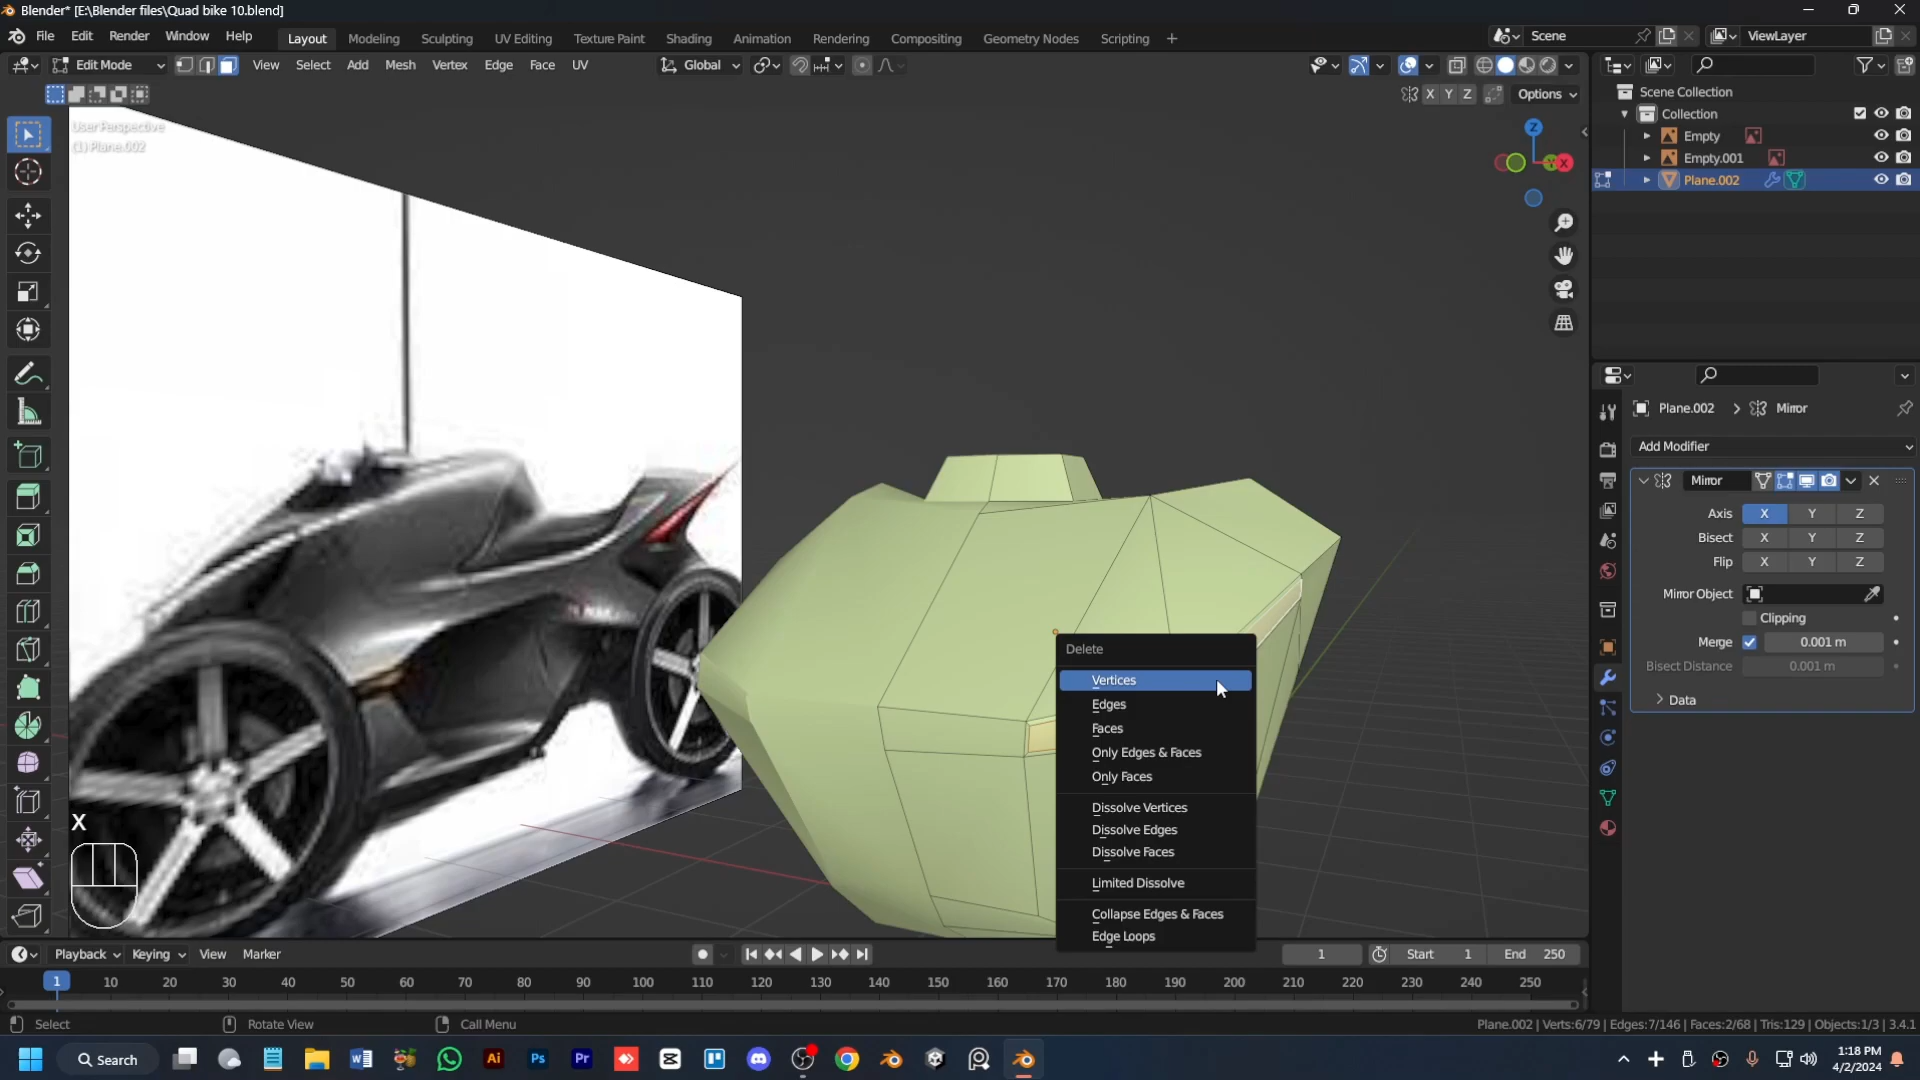 Blender* [E:\Blender files\Quad bike 10.blend]
File Edit Render Window Help Layout Modeling Sculpting UV Editing Texture Paint Shading Animation Rendering Compositing Geometry Nodes Scripting + Scene ViewLayer
Edit Mode View Select Add Mesh Vertex Edge Face UV Global
X Y Z Options
User Perspective
(1) Plane.002
Z
X
Y
Scene Collection
Collection
Empty
Empty.001
Plane.002
Plane.002 > Mirror
Add Modifier
Mirror
Axis X Y Z
Bisect X Y Z
Flip X Y Z
Mirror Object
Clipping
Merge 0.001 m
Bisect Distance 0.001 m
Data
Delete
Vertices
Edges
Faces
Only Edges & Faces
Only Faces
Dissolve Vertices
Dissolve Edges
Dissolve Faces
Limited Dissolve
Collapse Edges & Faces
Edge Loops
X
Playback Keying View Marker 1 Start 1 End 250
1 10 20 30 40 50 60 70 80 90 100 110 120 130 140 150 160 170 180 190 200 210 220 230 240 250
Select Rotate View Call Menu Plane.002 | Verts:6/79 | Edges:7/146 | Faces:2/68 | Tris:129 | Objects:1/3 | 3.4.1
Search W Ai Ps Pr 1:18 PM
4/2/2024